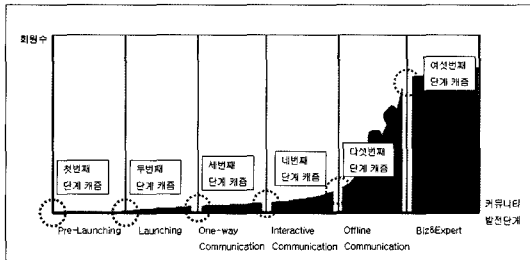 회원수
여섯번째
단계 캐즘
다섯번째
단계 캐즘
네번째
단계 캐즘
세번째
단계 캐즘
두번째
단계 캐즘
첫번째
단계 캐즘
커뮤니티
발전단계
Pre-Launching
Launching
One-way
Communication
Interactive
Communication
Offline
Communication
Biz&Expert